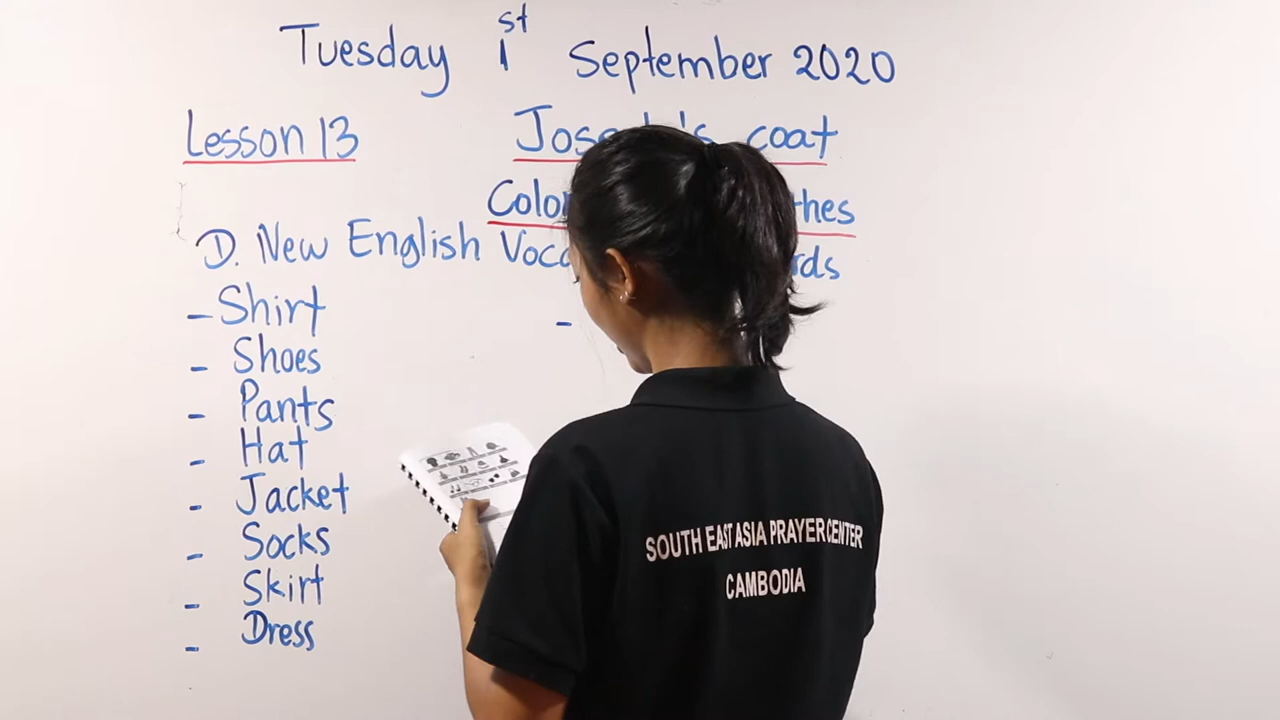 Tuesday 1st September 2020
Lesson 13
coat
D. New English
- Shirt
-
- Shoes
- Pants
- Hat
- Jacket
- Socks
- Skirt
- Dress
SOUTH EAST ASIA PRAYER CENTER
CAMBODIA